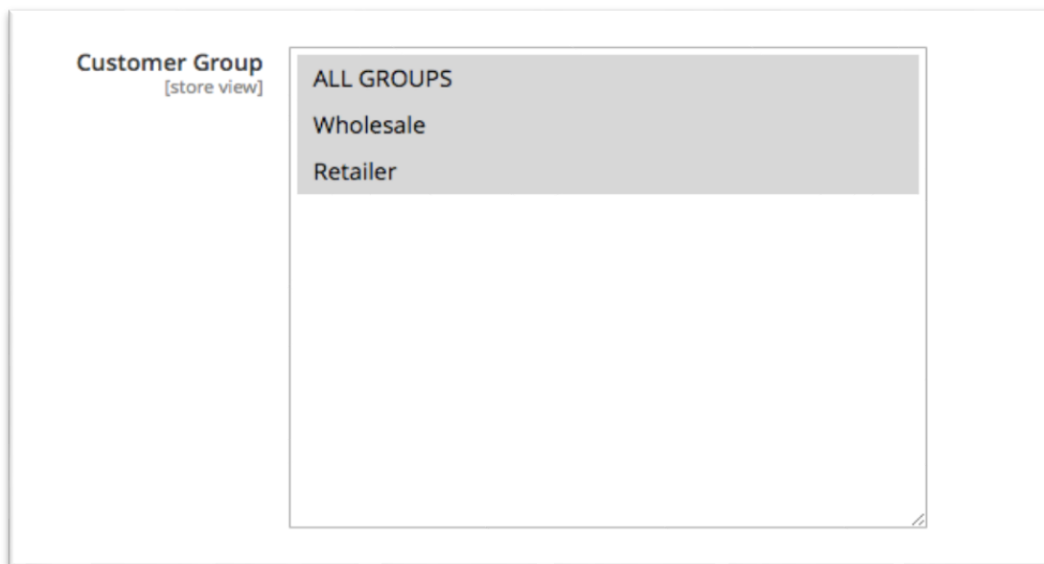 Customer Group
[store view]
ALL GROUPS
Wholesale
Retailer